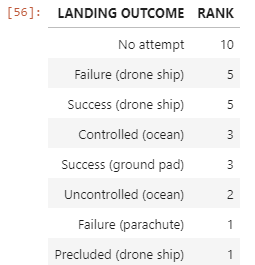 [56]: LANDING OUTCOME RANK
No attempt 10
Failure (drone ship) 5
Success (drone ship) 5
Controlled (ocean) 3
Success (ground pad) 3
Uncontrolled (ocean) 2
Failure (parachute) 1
Precluded (drone ship) 1